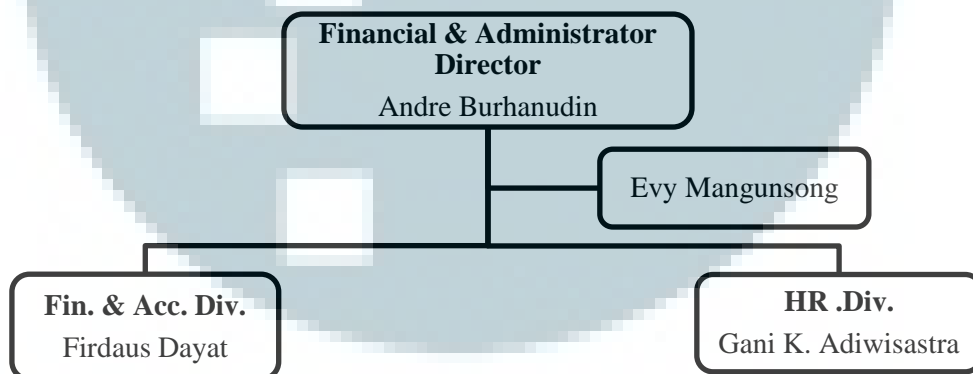 Financial & Administrator
Director
Andre Burhanudin
Evy Mangunsong
Fin. & Acc. Div.
Firdaus Dayat
HR .Div.
Gani K. Adiwisastra